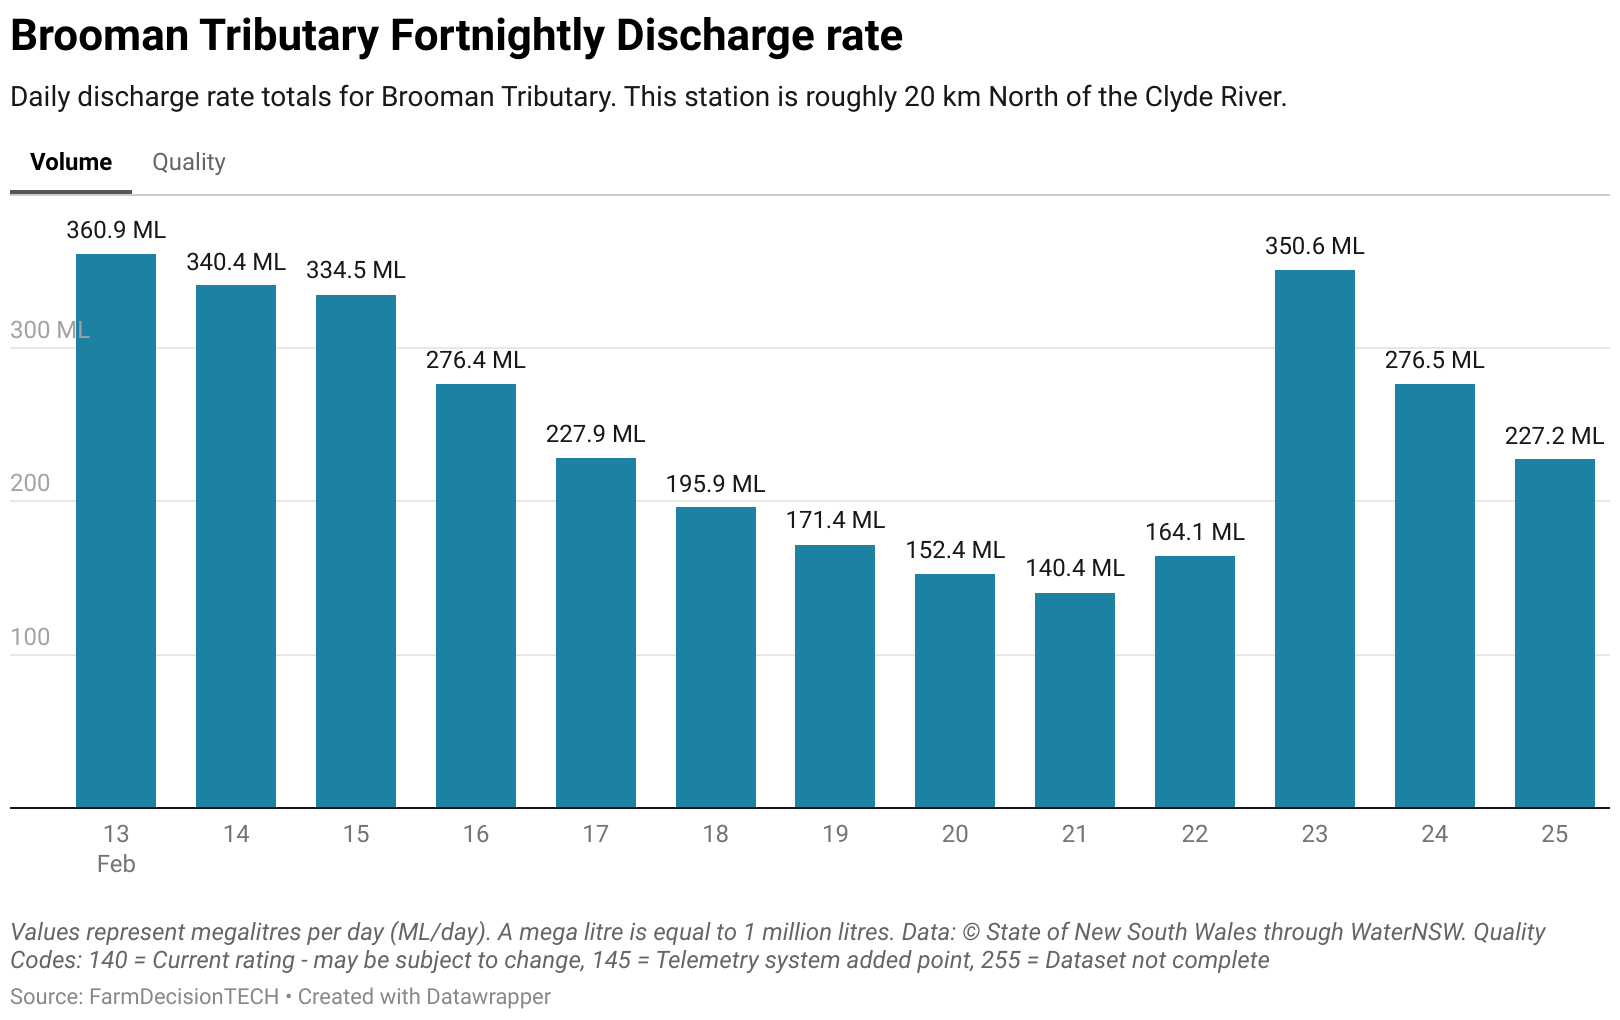 Brooman Tributary Fortnightly Discharge rate
Daily discharge rate totals for Brooman Tributary. This station is roughly 20 km North of the Clyde River.
Volume Quality
360.9 ML
340.4 ML
334.5 ML
276.4 ML
227.9 ML
195.9 ML
171.4 ML
152.4 ML
140.4 ML
164.1 ML
350.6 ML
276.5 ML
227.2 ML
300 ML
200
100
13 14 15 16 17 18 19 20 21 22 23 24 25
Feb
Values represent megalitres per day (ML/day). A mega litre is equal to 1 million litres. Data: © State of New South Wales through WaterNSW. Quality
Codes: 140 = Current rating - may be subject to change, 145 = Telemetry system added point, 255 = Dataset not complete
Source: FarmDecisionTECH • Created with Datawrapper